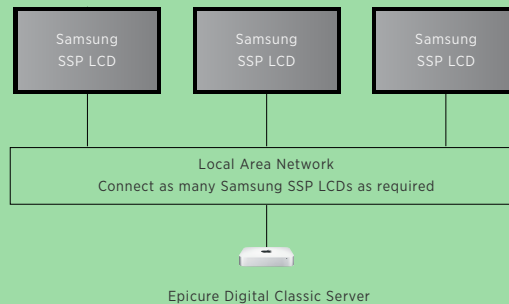 Samsung
SSP LCD
Samsung
SSP LCD
Samsung
SSP LCD
Local Area Network
Connect as many Samsung SSP LCDs as required
Epicure Digital Classic Server